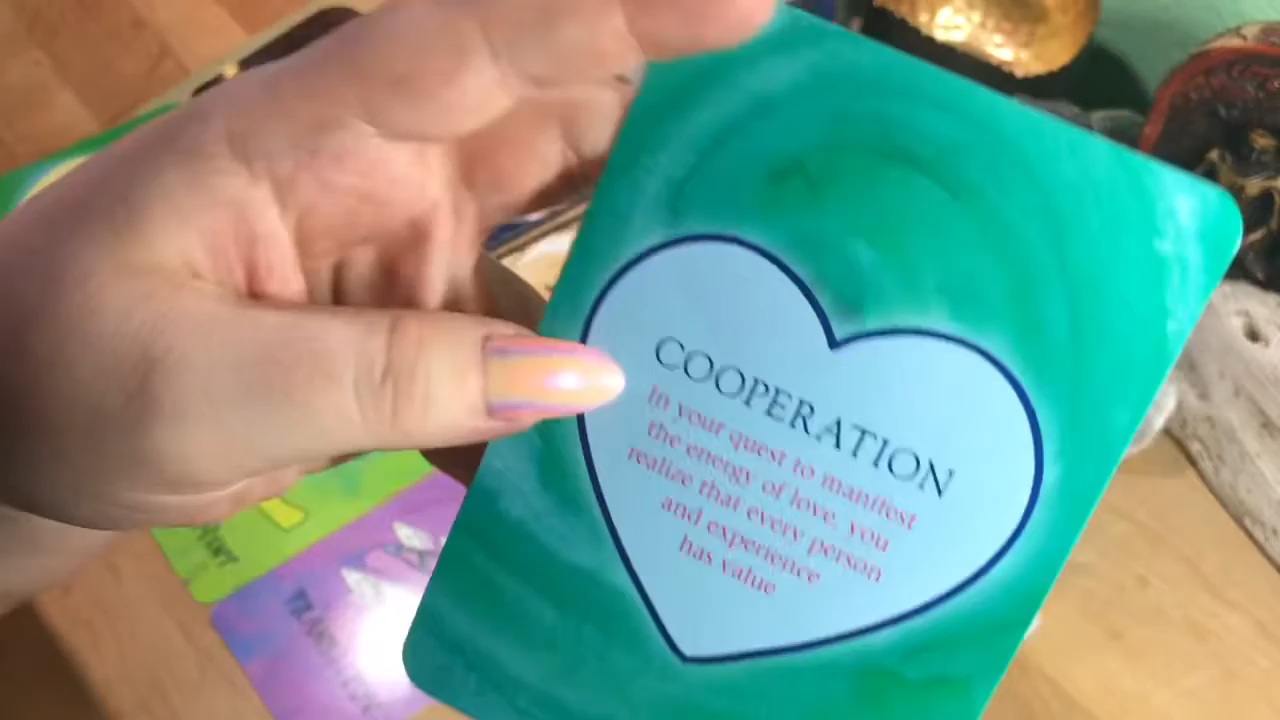 COOPERATION
In your quest to manifest
the energy of love, you
realize that every person
and experience
has value